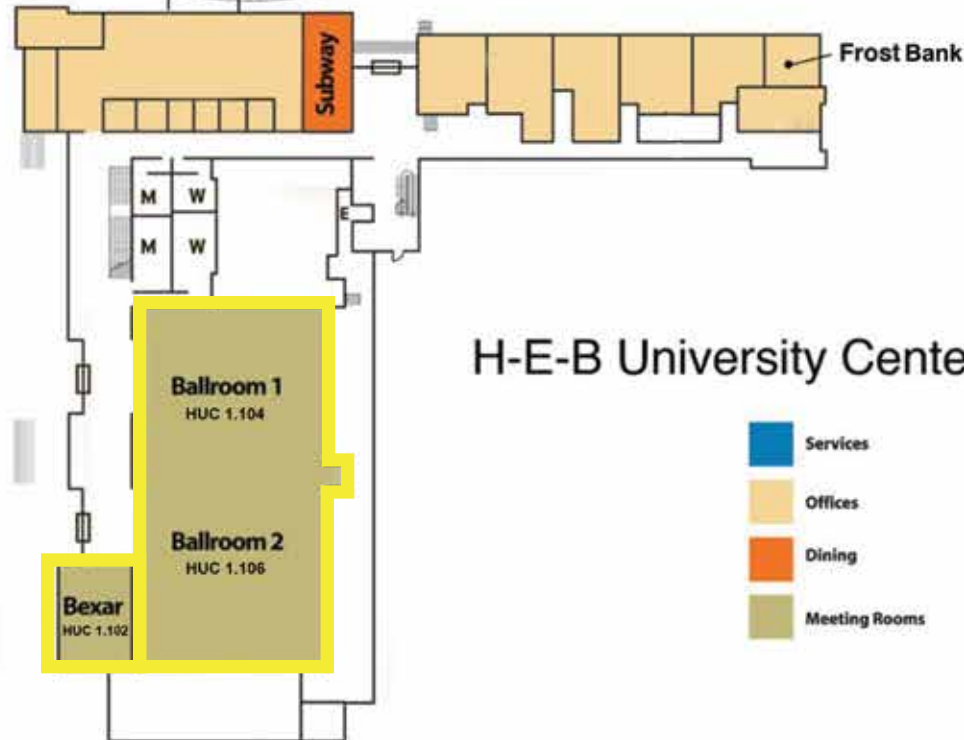 Subway
Frost Bank
M
W
E
M
W
Ballroom 1
HUC 1.104
H-E-B University Cente
Services
Offices
Ballroom 2
HUC 1.106
Dining
Bexar
HUC 1.102
Meeting Rooms